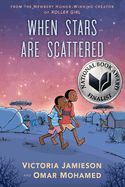 FROM THE NEWBERY HONOR-WINNING CREATOR
OF ROLLER GIRL
WHEN STARS
ARE SCATTERED
NATIONAL BOOK AWARD
FINALIST
VICTORIA JAMIESON
AND OMAR MOHAMED